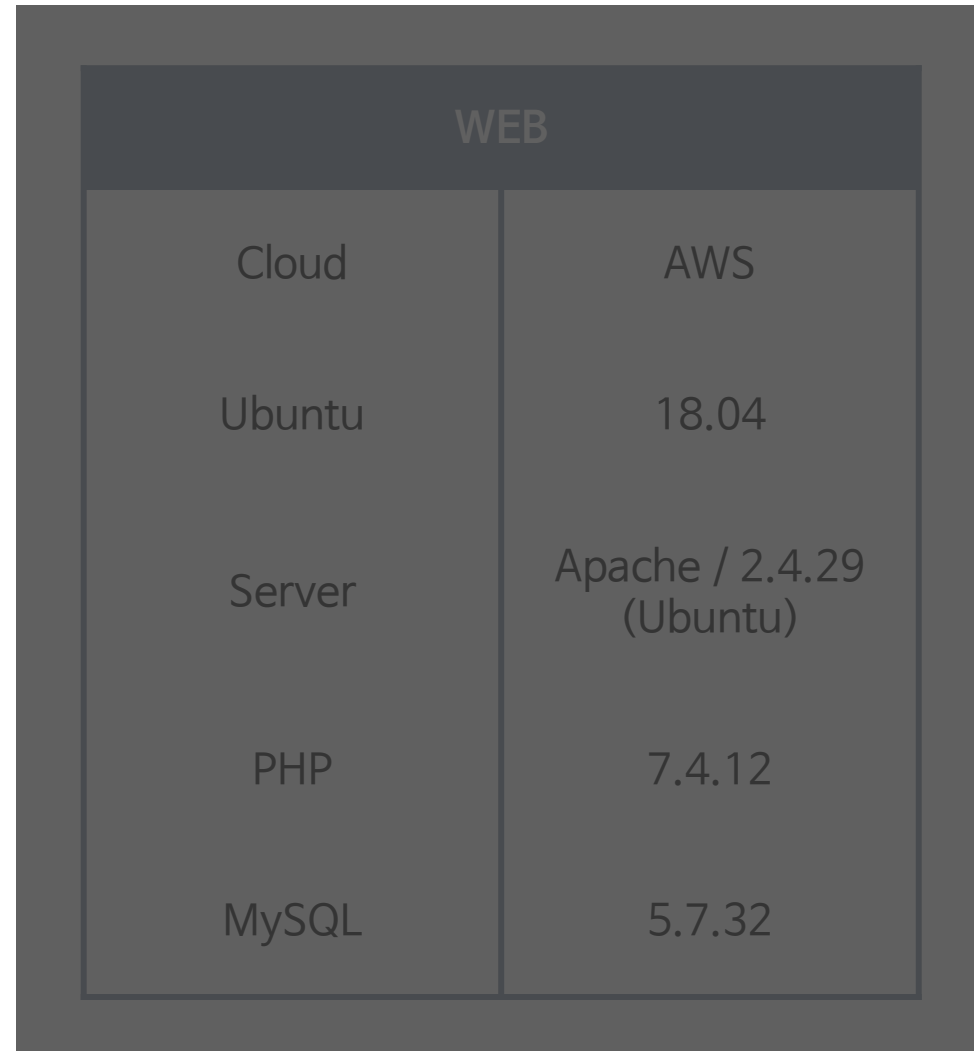 WEB
Cloud AWS
Ubuntu 18.04
Server Apache / 2.4.29
(Ubuntu)
PHP 7.4.12
MySQL 5.7.32